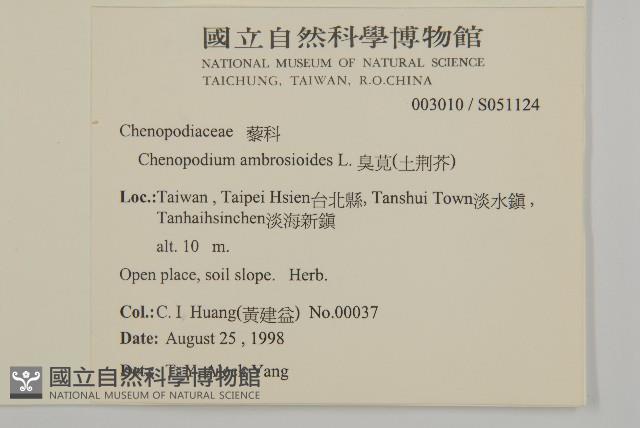 國立自然科學博物館
NATIONAL MUSEUM OF NATURAL SCIENCE
TAICHUNG, TAIWAN, R.O.CHINA
003010 / S051124
Chenopodiaceae 藜科
Chenopodium ambrosioides L. 臭莧(土荆芥)
Loc.:Taiwan , Taipei Hsien台北縣, Tanshui Town淡水鎭 ,
Tanhaihsinchen淡海新鎭
alt. 10 m.
Open place, soil slope. Herb.
Col.:C. I. Huang(黃建益) No.00037
Date: August 25 , 1998
Yang
國立自然科學博物館
NATIONAL MUSEUM OF NATURAL SCIENCE